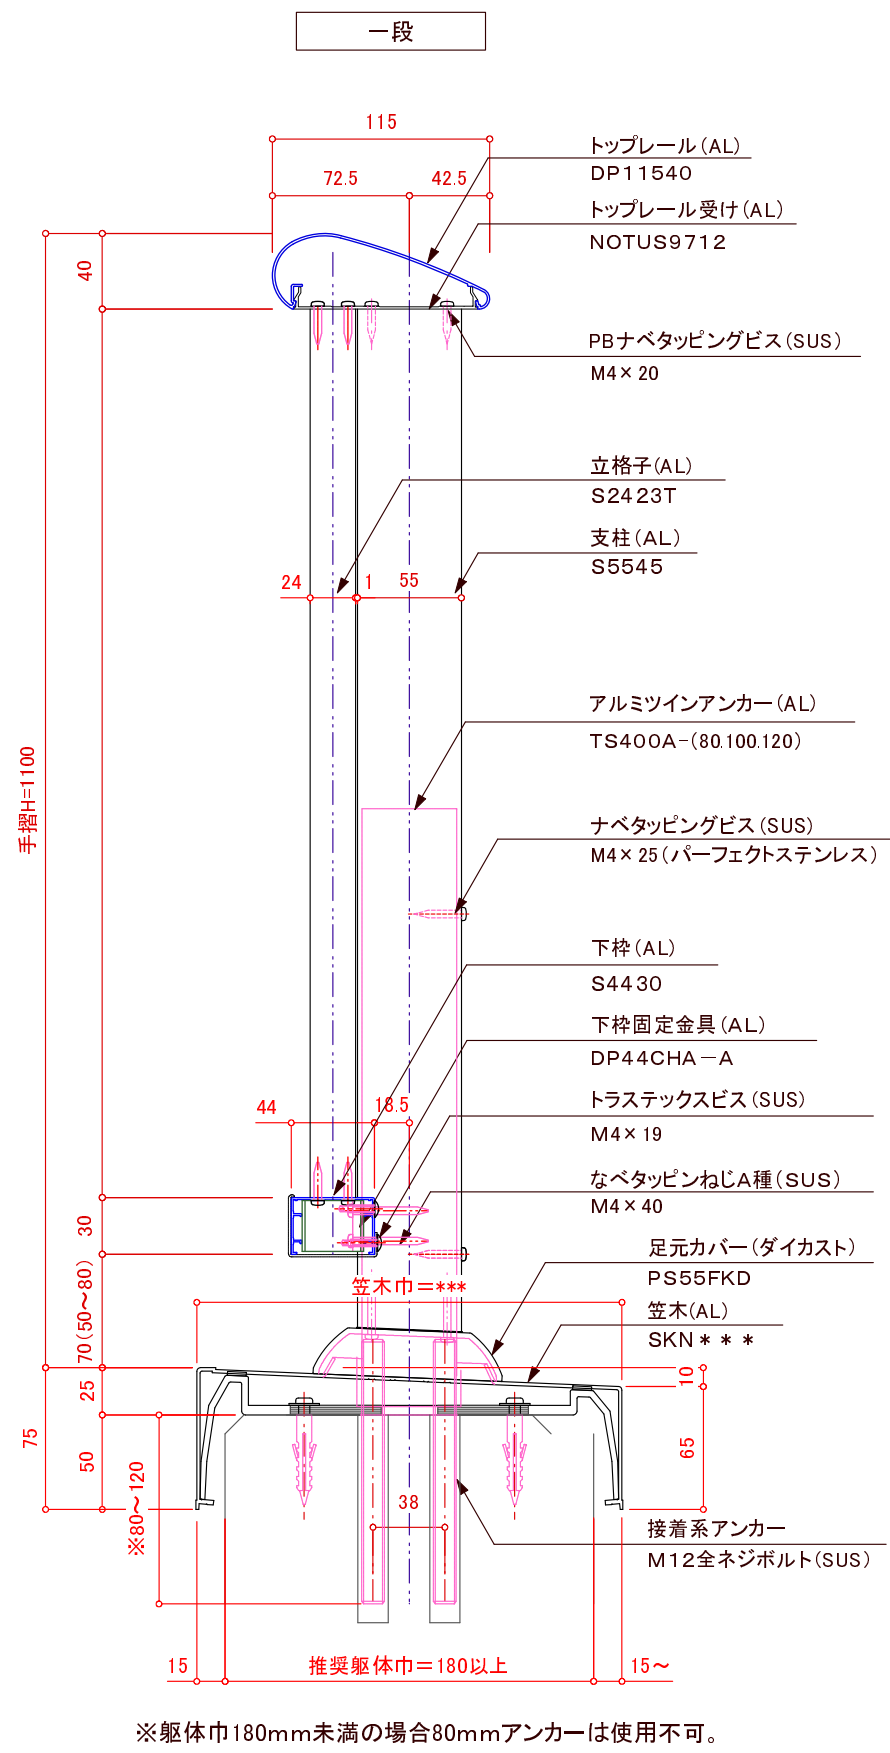 一段
115
72.5
42.5
トップレール(AL)
DP11540
トップレール受け(AL)
NOTUS9712
40
PBナベタッピングビス(SUS)
M4×20
立格子(AL)
S2423T
支柱(AL)
S5545
24
1
55
アルミツインアンカー(AL)
TS400A-(80.100.120)
手摺H=1100
ナベタッピングビス(SUS)
M4×25(パーフェクトステンレス)
下枠(AL)
S4430
下枠固定金具(AL)
DP44CHA-A
44
18.5
トラステックスビス(SUS)
M4×19
なベタッピンねじA種(SUS)
M4×40
30
足元カバー(ダイカスト)
PS55FKD
70(50~80)
笠木巾=***
笠木(AL)
SKN***
25
10
75
50
65
※80~120
38
接着系アンカー
M12全ネジボルト(SUS)
15
推奨躯体巾=180以上
15~
※躯体巾180mm未満の場合80mmアンカーは使用不可。